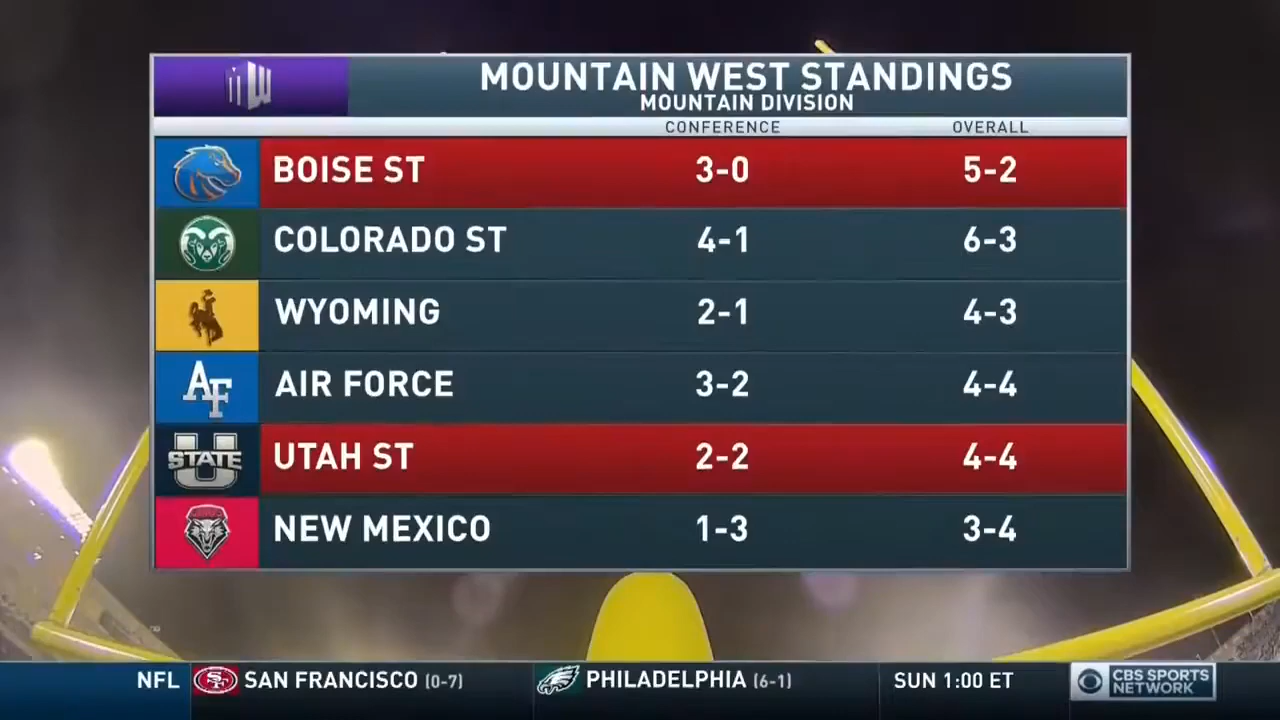 MOUNTAIN WEST STANDINGS
MOUNTAIN DIVISION
CONFERENCE OVERALL
BOISE ST 3-0 5-2
COLORADO ST 4-1 6-3
WYOMING 2-1 4-3
AF AIR FORCE 3-2 4-4
U STATE UTAH ST 2-2 4-4
NEW MEXICO 1-3 3-4
NFL SF SAN FRANCISCO (0-7) PHILADELPHIA (6-1) SUN 1:00 ET CBS SPORTS NETWORK